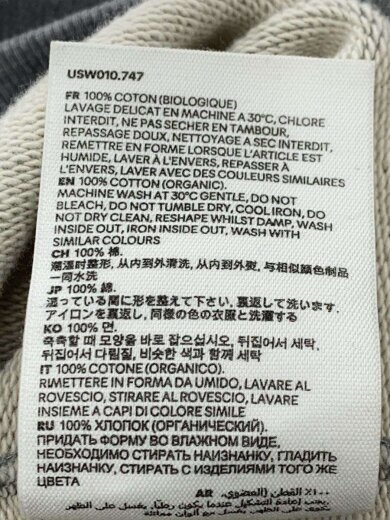 USW010.747
FR 100% COTON (BIOLOGIQUE)
LAVAGE DELICAT EN MACHINE A 30°C, CHLORE
INTERDIT, NE PAS SECHER EN TAMBOUR,
REPASSAGE DOUX, NETTOYAGE A SEC INTERDIT,
REMETTRE EN FORME LORSQUE L'ARTICLE EST
HUMIDE, LAVER À L'ENVERS, REPASSER À
L'ENVERS, LAVER AVEC DES COULEURS SIMILAIRES
EN 100% COTTON (ORGANIC).
MACHINE WASH AT 30°C GENTLE, DO NOT
BLEACH, DO NOT TUMBLE DRY, COOL IRON, DO
NOT DRY CLEAN, RESHAPE WHILST DAMP, WASH
INSIDE OUT, IRON INSIDE OUT, WASH WITH
SIMILAR COLOURS
CH 100% 棉.
潮湿时整形, 从内到外清洗, 从内到外熨, 与相似颜色制品
一同水洗
JP 100% 綿.
湿っている間に形を整えて下さい, 裏返して洗います,
アイロンを裏返し, 同様の色の衣服と洗濯する
KO 100% 면.
축축할 때 모양을 바로 잡으십시오, 뒤집어서 세탁,
뒤집어서 다림질, 비슷한 색과 함께 세탁
IT 100% COTONE (ORGANICO).
RIMETTERE IN FORMA DA UMIDO, LAVARE AL
ROVESCIO, STIRARE AL ROVESCIO, LAVARE
INSIEME A CAPI DI COLORE SIMILE
RU 100% ХЛОПОК (ОРГАНИЧЕСКИЙ).
ПРИДАТЬ ФОРМУ ВО ВЛАЖНОМ ВИДЕ,
НЕОБХОДИМО СТИРАТЬ НАИЗНАНКУ, ГЛАДИТЬ
НАИЗНАНКУ, СТИРАТЬ С ИЗДЕЛИЯМИ ТОГО ЖЕ
ЦВЕТА
AR ١٠٠٪ القطن (العضوي).
إعادة التشكيل عندما يكون رطبا, يغسل على الظهر,